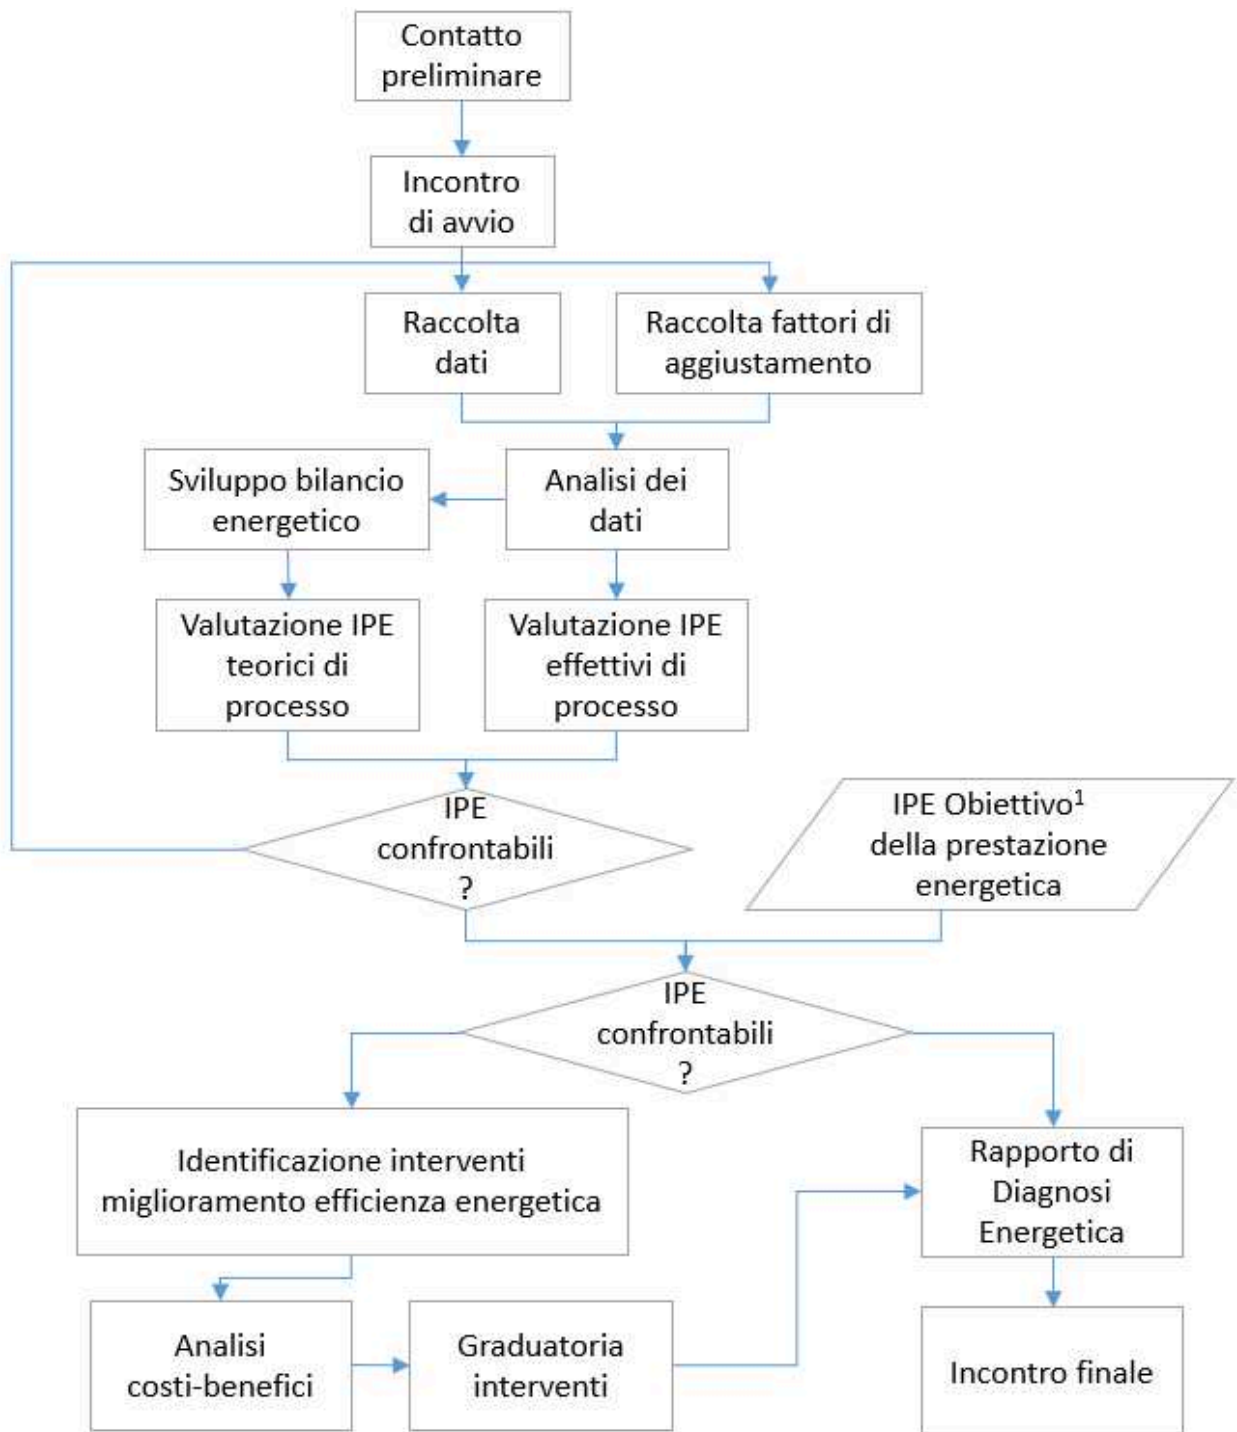 Contatto
preliminare
Incontro
di avvio
Raccolta
dati
Raccolta fattori di
aggiustamento
Sviluppo bilancio
energetico
Analisi dei
dati
Valutazione IPE
teorici di
processo
Valutazione IPE
effettivi di
processo
IPE
confrontabili
?
IPE Obiettivo¹
della prestazione
energetica
IPE
confrontabili
?
Identificazione interventi
miglioramento efficienza energetica
Rapporto di
Diagnosi
Energetica
Analisi
costi-benefici
Graduatoria
interventi
Incontro finale